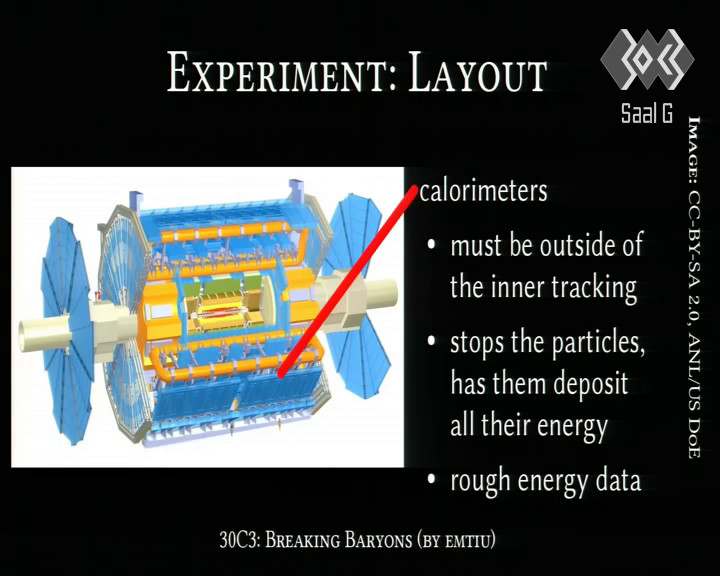 Experiment: Layout
Saal G
Image: CC-BY-SA 2.0, ANL/US DoE
calorimeters
• must be outside of
the inner tracking
• stops the particles,
has them deposit
all their energy
• rough energy data
30C3: Breaking Baryons (by emtiu)